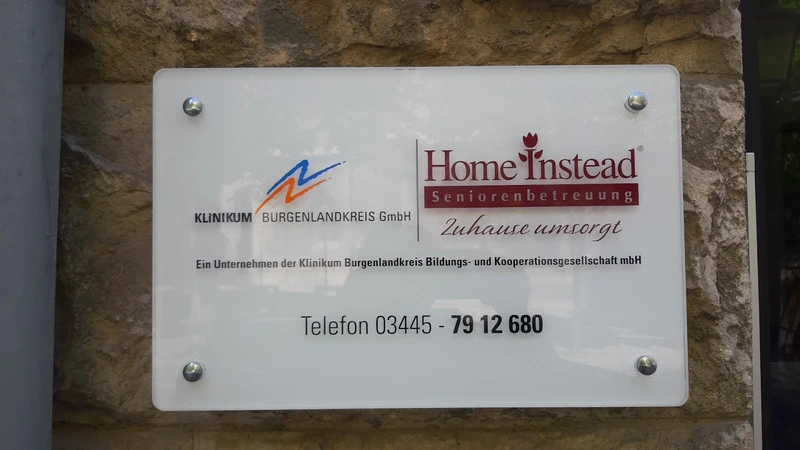 KLINIKUM BURGENLANDKREIS GmbH
Home Instead®
Seniorenbetreuung
Zuhause umsorgt
Ein Unternehmen der Klinikum Burgenlandkreis Bildungs- und Kooperationsgesellschaft mbH
Telefon 03445 - 79 12 680